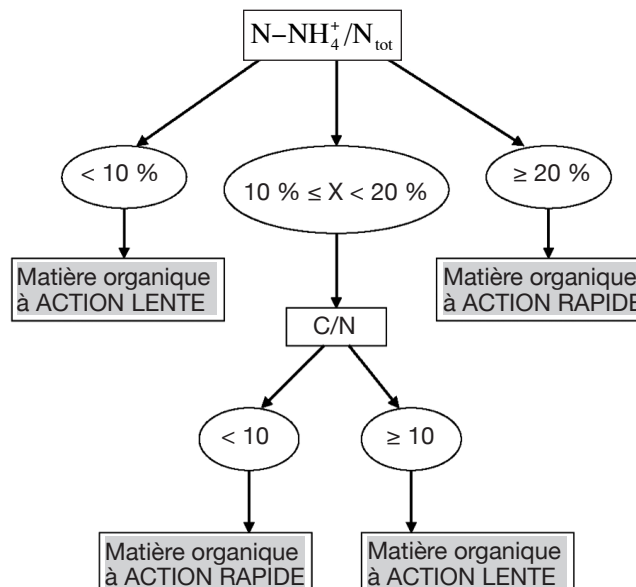 N–NH₄⁺/Nₜₒₜ
< 10 %
10 % ≤ X < 20 %
≥ 20 %
Matière organique
à ACTION LENTE
Matière organique
à ACTION RAPIDE
C/N
< 10
≥ 10
Matière organique
à ACTION RAPIDE
Matière organique
à ACTION LENTE